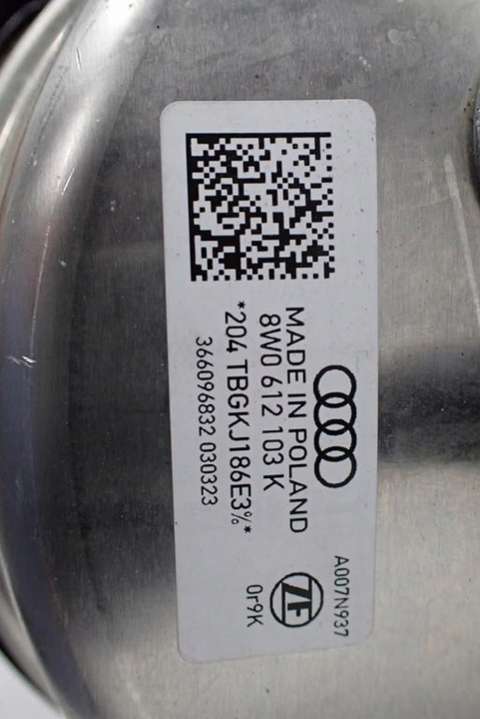 MADE IN POLAND
8W0 612 103 K
*204 TBGKJ186E3%*
366096832 030323
A007N937
ZF
0r9K